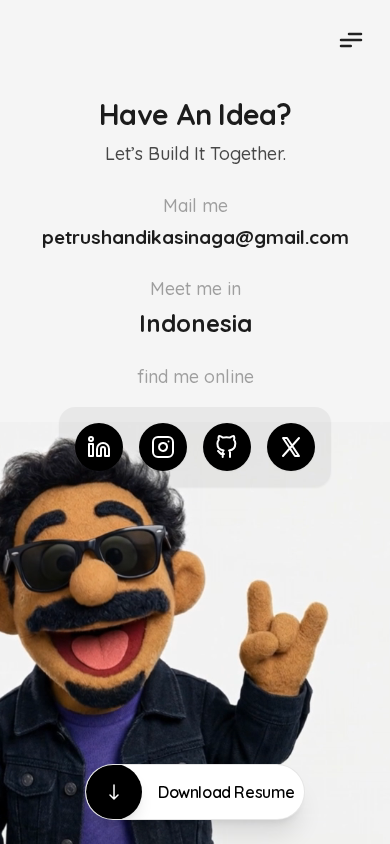 Have An Idea?
Let's Build It Together.
Mail me
petrushandikasinaga@gmail.com
Meet me in
Indonesia
find me online
Download Resume